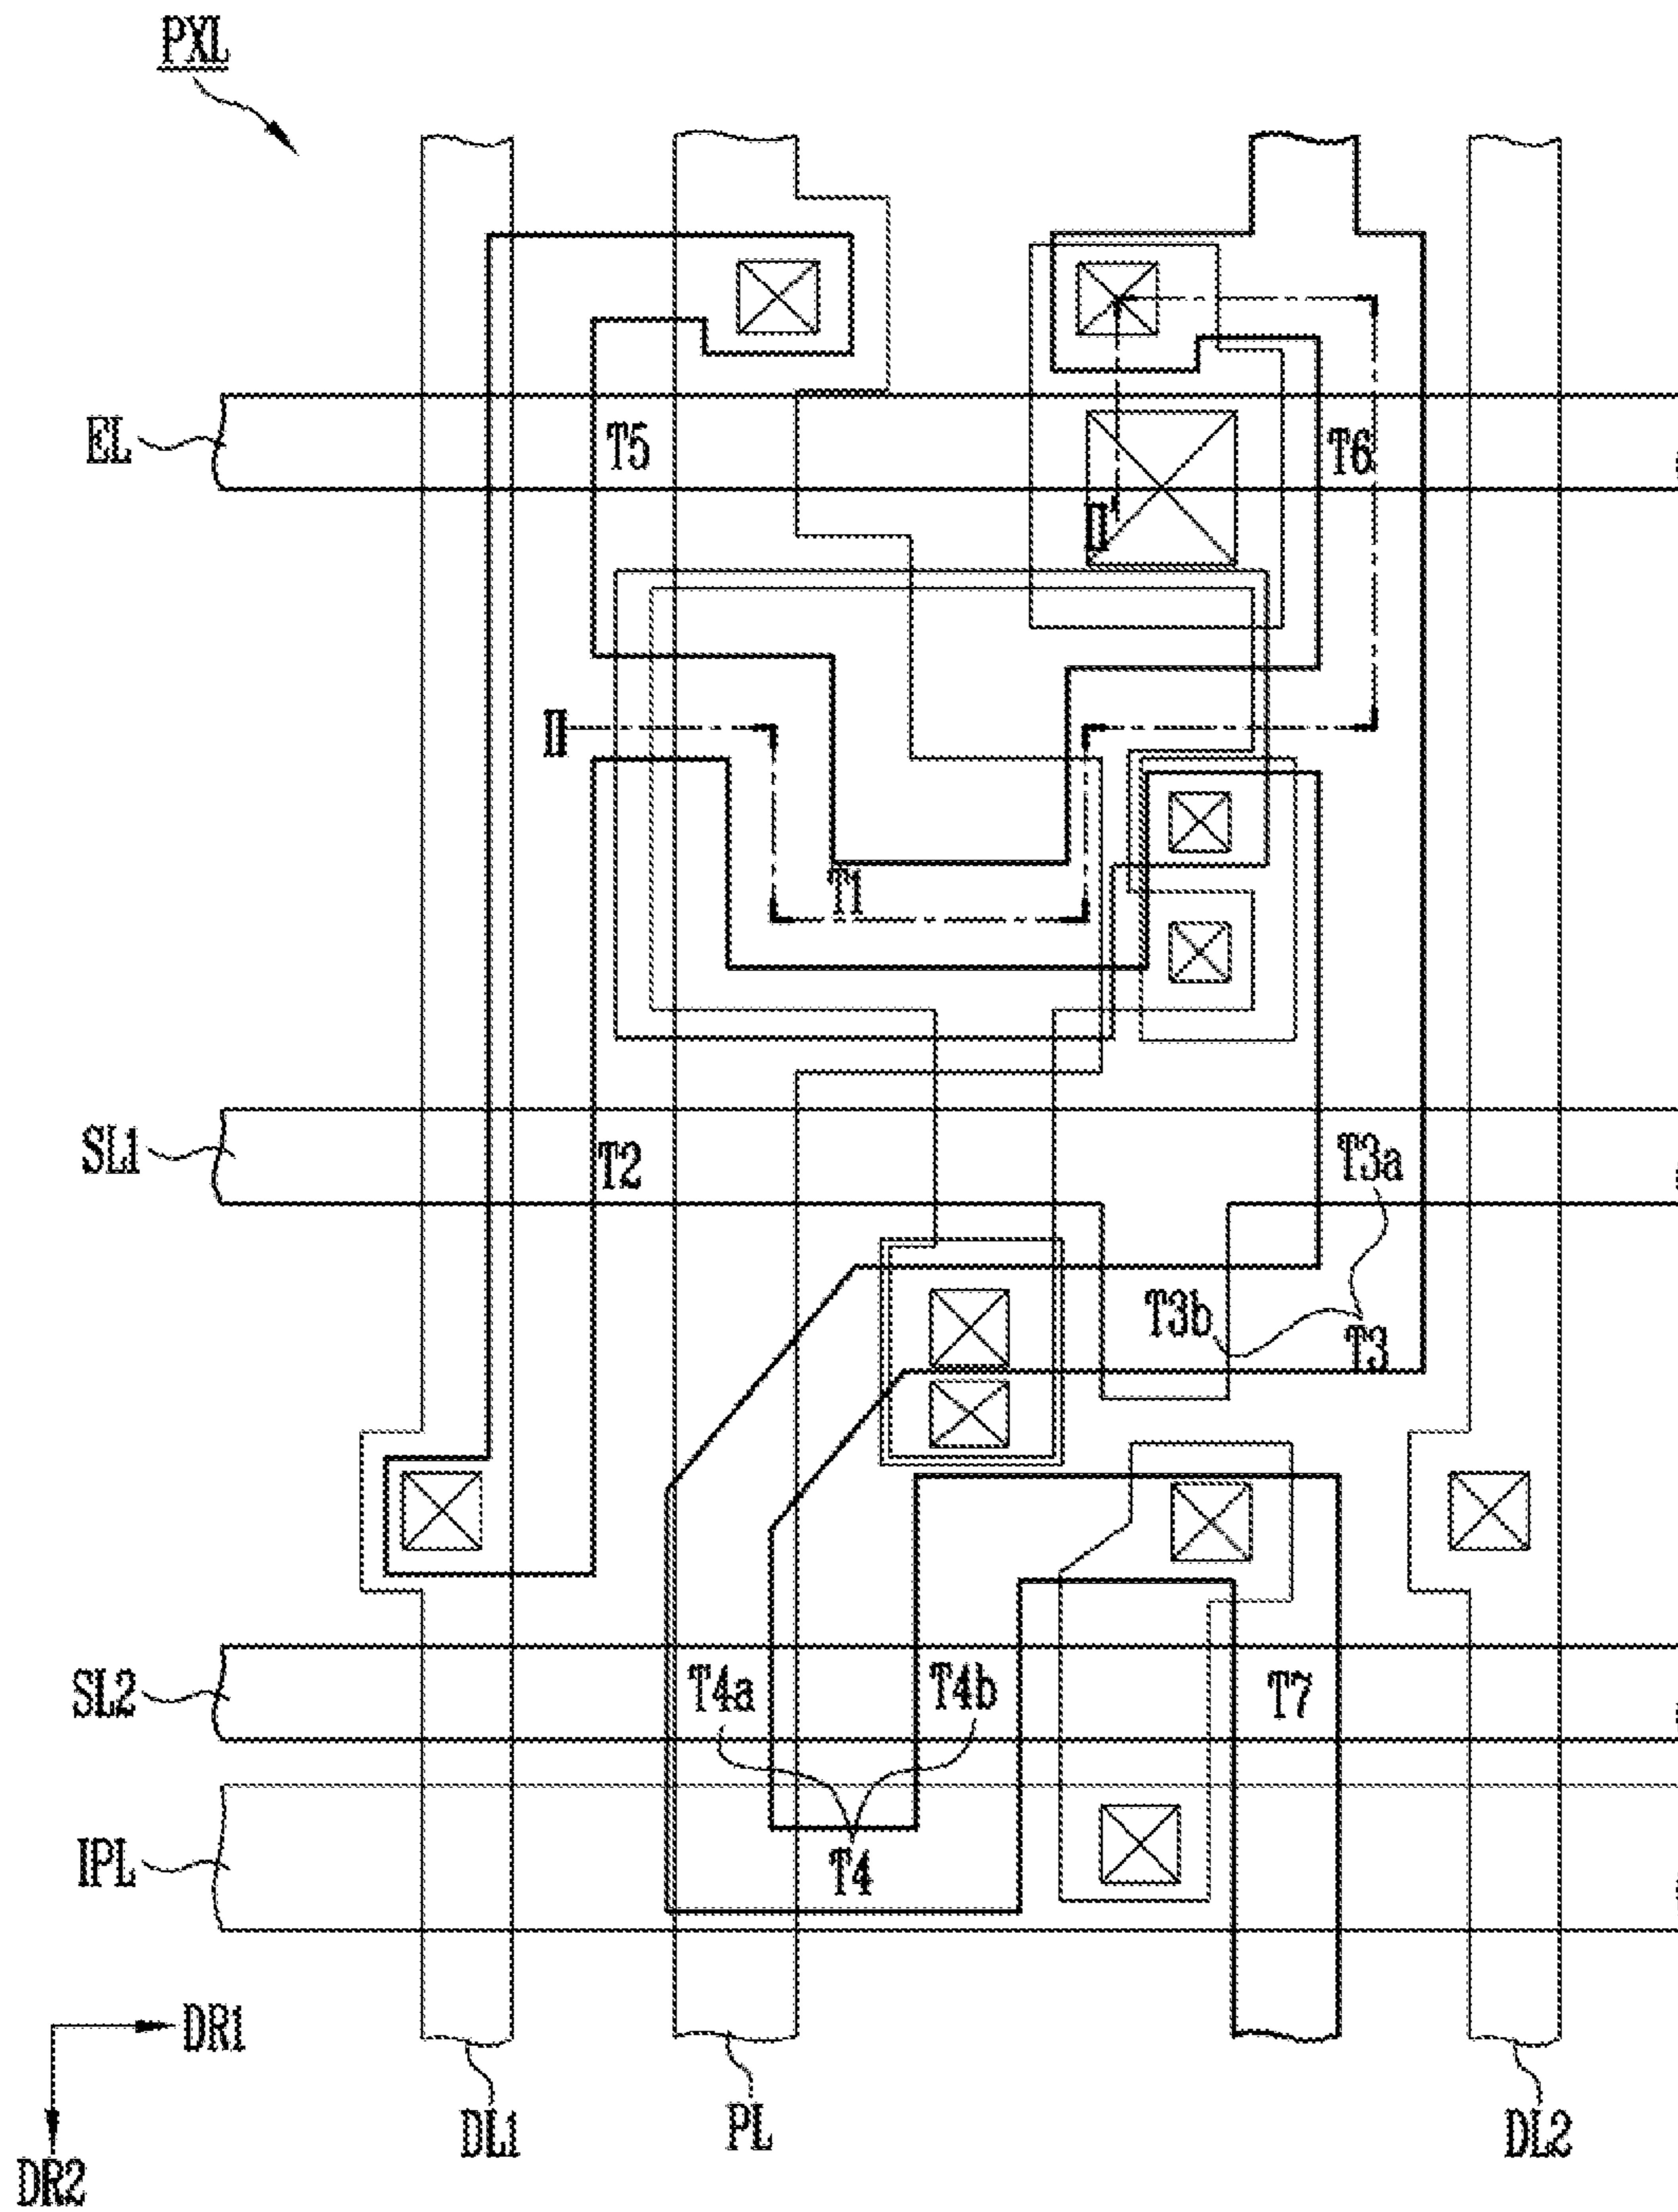 PXL
EL
T5
T6
II
II
T1
SL1
T2
T3a
T3b
T3
SL2
T4a
T4b
T7
IPL
T4
DR1
DR2
DL1
PL
DL2